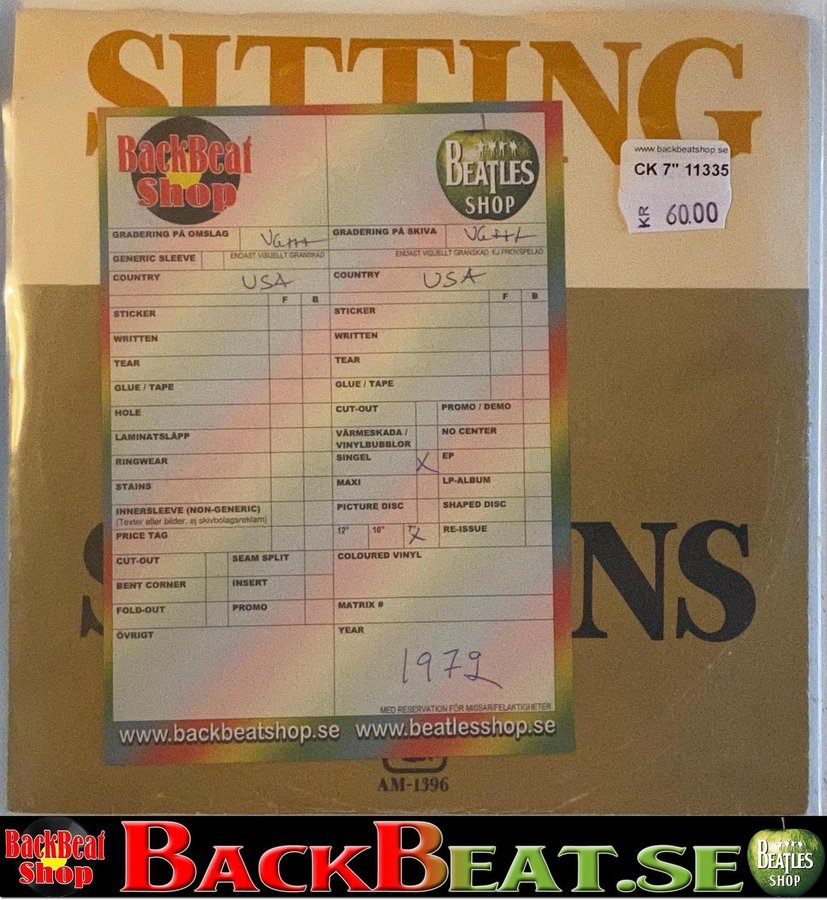 SITTING
BackBeat
Shop
BEATLES
SHOP
www.backbeatshop.se
CK 7" 11335
KR 60.00
GRADERING PÅ OMSLAG VG+++ GRADERING PÅ SKIVA VG++
GENERIC SLEEVE ENDAST VISUELLT GRANSKAD ENDAST VISUELLT GRANSKAD, EJ PROVSPELAD
COUNTRY USA COUNTRY USA
F B F B
STICKER STICKER
WRITTEN WRITTEN
TEAR TEAR
GLUE / TAPE GLUE / TAPE
HOLE CUT-OUT PROMO / DEMO
LAMINATSLÄPP VÄRMESKADA / VINYLBUBBLOR NO CENTER
RINGWEAR SINGEL X EP
STAINS MAXI LP-ALBUM
INNERSLEEVE (NON-GENERIC) PICTURE DISC SHAPED DISC
(Texter eller bilder, ej skivbolagsreklam)
PRICE TAG 12" 10" 7" X RE-ISSUE
CUT-OUT SEAM SPLIT COLOURED VINYL
BENT CORNER INSERT
FOLD-OUT PROMO MATRIX #
ÖVRIGT YEAR
1972
MED RESERVATION FÖR MISSAR/FELAKTIGHETER
www.backbeatshop.se www.beatlesshop.se
NS
AM-1396
BackBeat
Shop
BACKBEAT.SE
BEATLES
SHOP